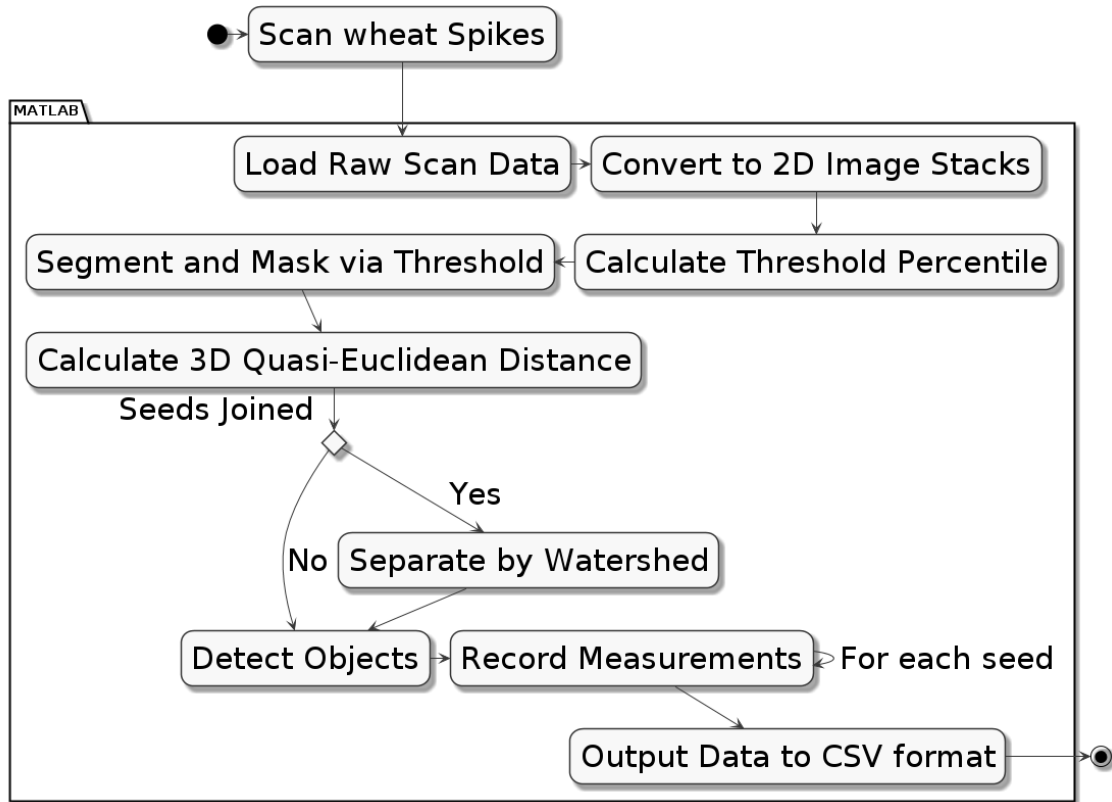 Scan wheat Spikes
MATLAB
Load Raw Scan Data
Convert to 2D Image Stacks
Segment and Mask via Threshold
Calculate Threshold Percentile
Calculate 3D Quasi-Euclidean Distance
Seeds Joined
Yes
No
Separate by Watershed
Detect Objects
Record Measurements
For each seed
Output Data to CSV format